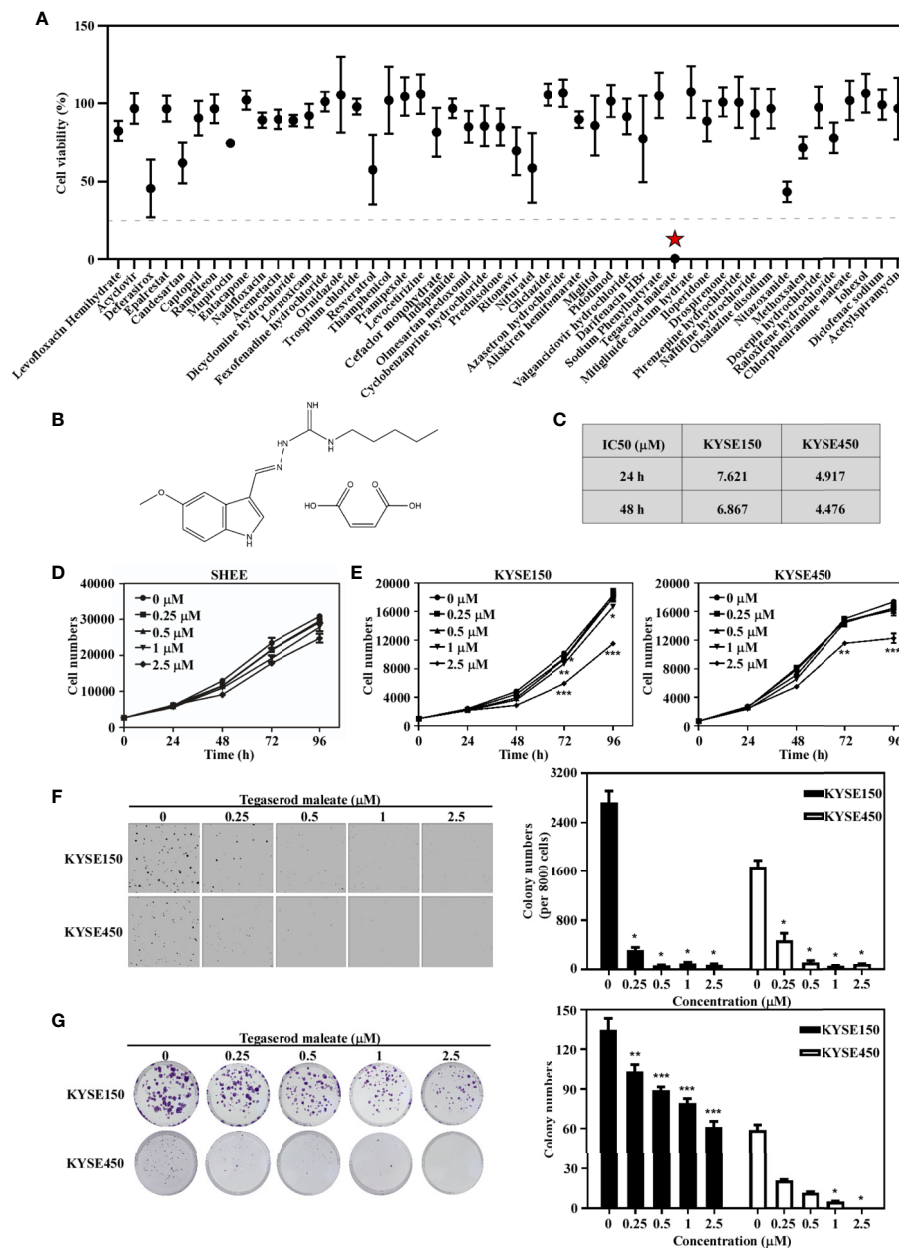 A
Cell viability (%)
150
100
50
0
Levofloxacin Hemihydrate
Acyclovir
Deferasirox
Epalrestat
Candesartan
Captopril
Ramelteon
Mupirocin
Entacapone
Nadifloxacin
Acemetacin
Dicyclomine hydrochloride
Lornoxicam
Fexofenadine hydrochloride
Ornidazole
Trospium chloride
Resveratrol
Thiamphenicol
Pramipexole
Levocetirizine
Cefaclor monohydrate
Indapamide
Olmesartan medoxomil
Cyclobenzaprine hydrochloride
Prednisolone
Ritonavir
Nifuratel
Gliclazide
Azasetron hydrochloride
Aliskiren hemifumarate
Miglitol
Imidafenacin
Valganciclovir hydrochloride
Darifenacin HBr
Sodium Phenylbutyrate
Tegaserod maleate
Mitiglinide calcium hydrate
Iloperidone
Drospirenone
Pirenzepine hydrochloride
Naftifine hydrochloride
Olsalazine disodium
Nitazoxanide
Methoxsalen
Doxepin hydrochloride
Raloxifene hydrochloride
Chlorpheniramine maleate
Lafutidine
Diclofenac sodium
Acetylspiramycin
B
NH
HN
N
N
H
O
N
H
O
O
HO
OH
C
IC50 (μM) KYSE150 KYSE450
24 h 7.621 4.917
48 h 6.867 4.476
D
SHEE
Cell numbers
40000
30000
20000
10000
0
0 μM
0.25 μM
0.5 μM
1 μM
2.5 μM
0 24 48 72 96
Time (h)
E
KYSE150
Cell numbers
20000
16000
12000
8000
4000
0
0 μM
0.25 μM
0.5 μM
1 μM
2.5 μM
*
**
***
***
0 24 48 72 96
Time (h)
KYSE450
Cell numbers
20000
16000
12000
8000
4000
0
0 μM
0.25 μM
0.5 μM
1 μM
2.5 μM
**
***
0 24 48 72 96
Time (h)
F
Tegaserod maleate (μM)
0 0.25 0.5 1 2.5
KYSE150
KYSE450
Colony numbers
(per 8000 cells)
3200
2400
1600
800
0
KYSE150
KYSE450
* * * * * * * *
0 0.25 0.5 1 2.5 0 0.25 0.5 1 2.5
Concentration (μM)
G
Tegaserod maleate (μM)
0 0.25 0.5 1 2.5
KYSE150
KYSE450
Colony numbers
150
120
90
60
30
0
KYSE150
KYSE450
** *** *** *** * *
0 0.25 0.5 1 2.5 0 0.25 0.5 1 2.5
Concentration (μM)